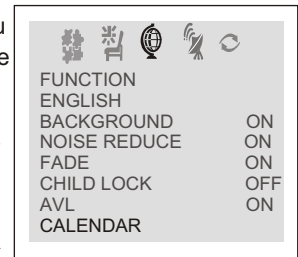 u
e
FUNCTION
ENGLISH
BACKGROUND ON
NOISE REDUCE ON
FADE ON
CHILD LOCK OFF
AVL ON
CALENDAR